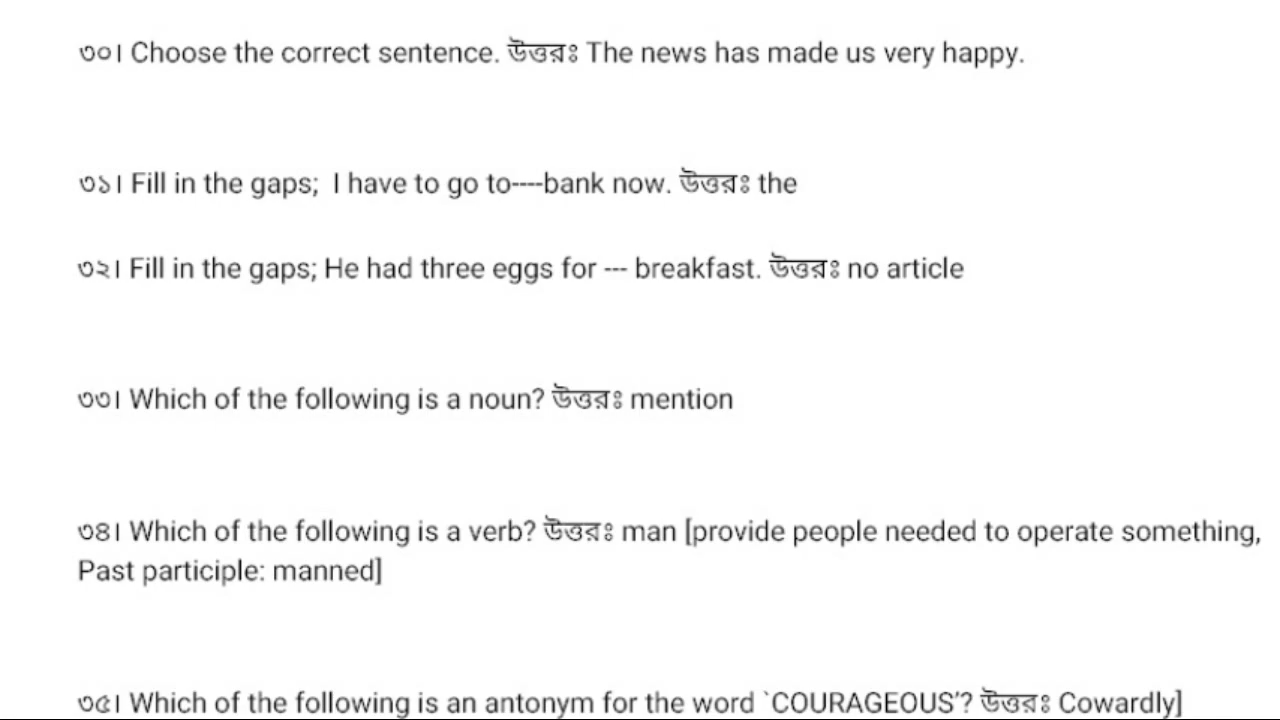 ৩০। Choose the correct sentence. উত্তরঃ The news has made us very happy.
৩১। Fill in the gaps;  I have to go to----bank now. উত্তরঃ the
৩২। Fill in the gaps; He had three eggs for --- breakfast. উত্তরঃ no article
৩৩। Which of the following is a noun? উত্তরঃ mention
৩৪। Which of the following is a verb? উত্তরঃ man [provide people needed to operate something,
Past participle: manned]
৩৫। Which of the following is an antonym for the word `COURAGEOUS'? উত্তরঃ Cowardly]